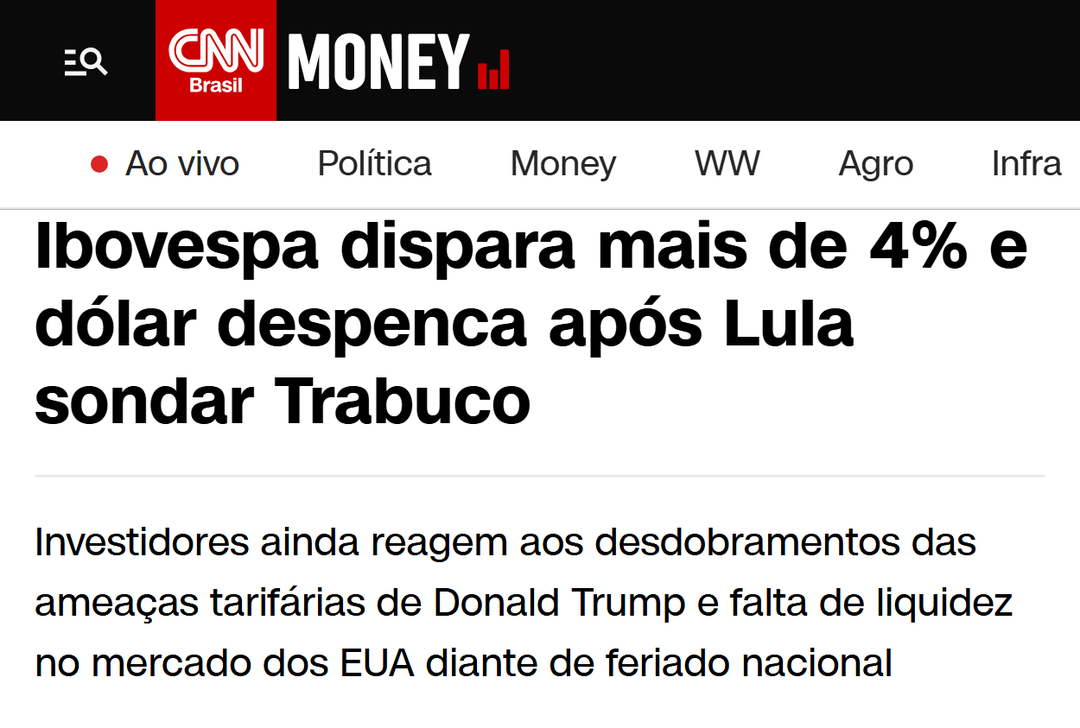 CNN
Brasil
MONEY
Ao vivo Política Money WW Agro Infra
Ibovespa dispara mais de 4% e
dólar despenca após Lula
sondar Trabuco
Investidores ainda reagem aos desdobramentos das
ameaças tarifárias de Donald Trump e falta de liquidez
no mercado dos EUA diante de feriado nacional